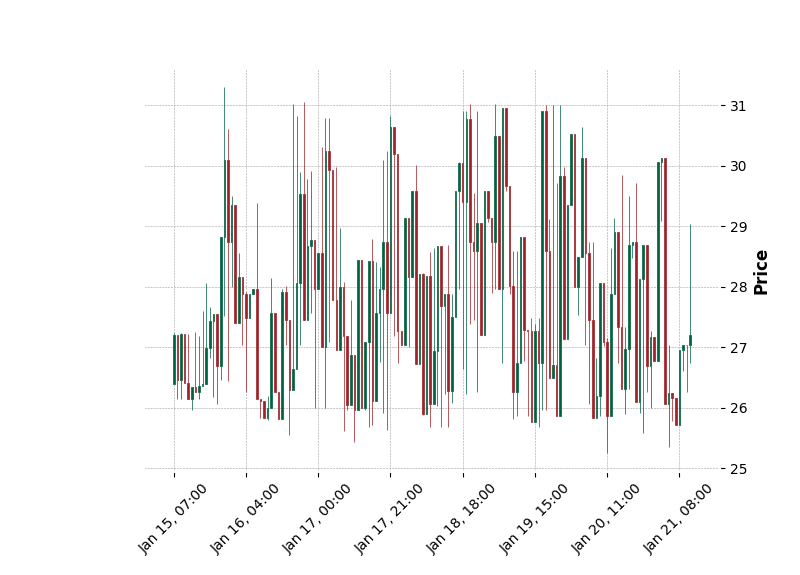 31
30
29
28
27
26
25
Price
Jan 15, 07:00
Jan 16, 04:00
Jan 17, 00:00
Jan 17, 21:00
Jan 18, 18:00
Jan 19, 15:00
Jan 20, 11:00
Jan 21, 08:00